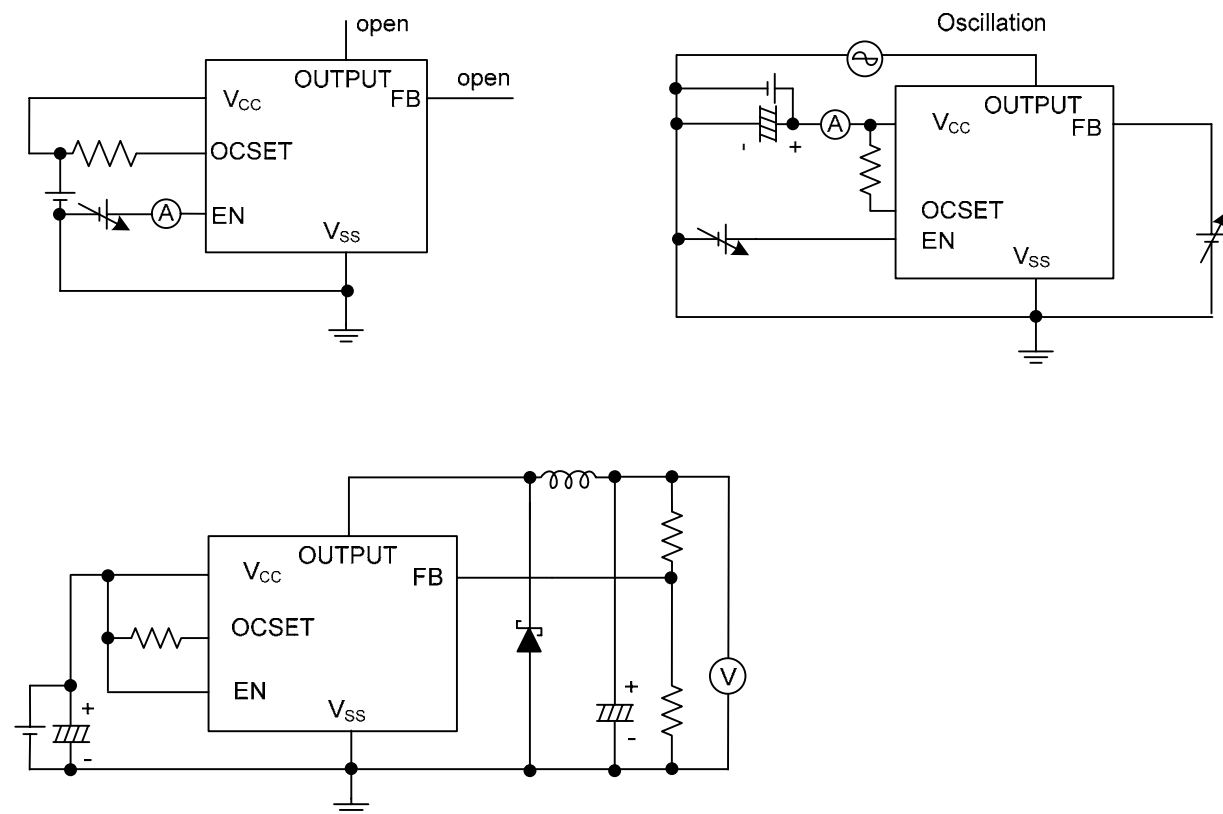 open
OUTPUT
open
VCC
FB
OCSET
A
EN
VSS
Oscillation
OUTPUT
FB
VCC
A
- +
OCSET
EN
VSS
OUTPUT
VCC
FB
OCSET
EN
VSS
+
-
+
-
V